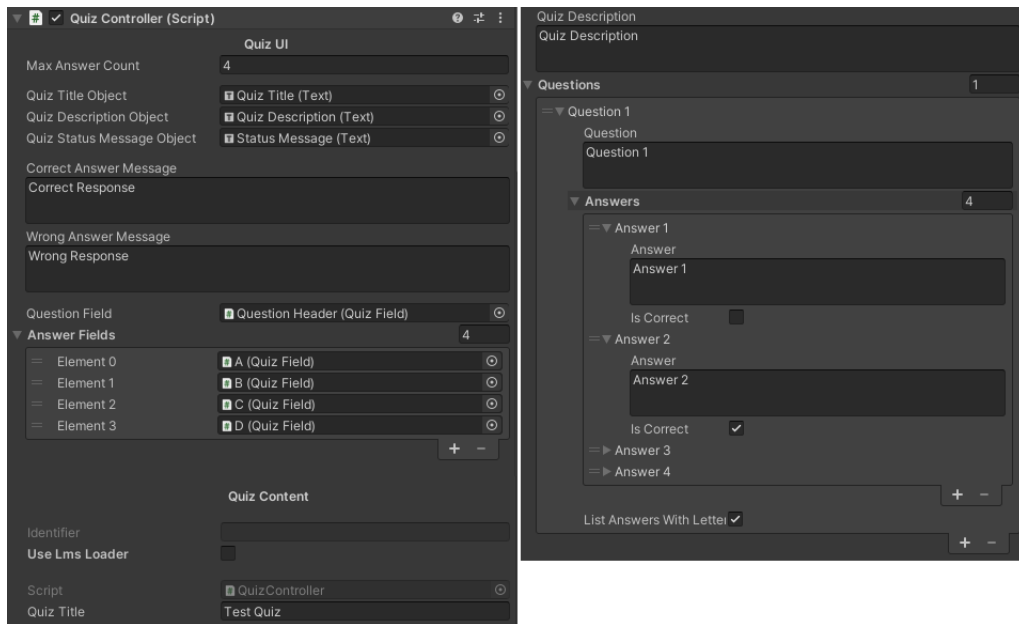 Quiz Controller (Script)
Quiz UI
Max Answer Count 4
Quiz Title Object Quiz Title (Text)
Quiz Description Object Quiz Description (Text)
Quiz Status Message Object Status Message (Text)
Correct Answer Message
Correct Response
Wrong Answer Message
Wrong Response
Question Field Question Header (Quiz Field)
Answer Fields 4
Element 0 A (Quiz Field)
Element 1 B (Quiz Field)
Element 2 C (Quiz Field)
Element 3 D (Quiz Field)
Quiz Content
Identifier
Use Lms Loader
Script QuizController
Quiz Title Test Quiz
Quiz Description
Quiz Description
Questions 1
Question 1
Question
Question 1
Answers 4
Answer 1
Answer
Answer 1
Is Correct
Answer 2
Answer
Answer 2
Is Correct
Answer 3
Answer 4
List Answers With Letter